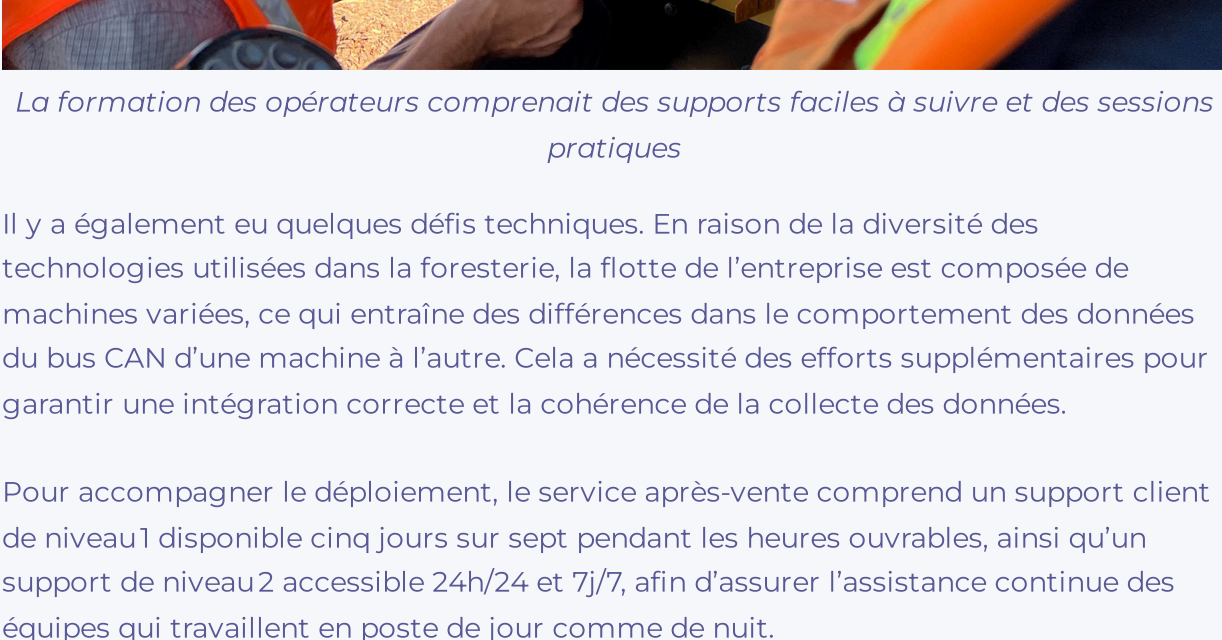 La formation des opérateurs comprenait des supports faciles à suivre et des sessions
pratiques
Il y a également eu quelques défis techniques. En raison de la diversité des
technologies utilisées dans la foresterie, la flotte de l’entreprise est composée de
machines variées, ce qui entraîne des différences dans le comportement des données
du bus CAN d’une machine à l’autre. Cela a nécessité des efforts supplémentaires pour
garantir une intégration correcte et la cohérence de la collecte des données.
Pour accompagner le déploiement, le service après-vente comprend un support client
de niveau 1 disponible cinq jours sur sept pendant les heures ouvrables, ainsi qu’un
support de niveau 2 accessible 24h/24 et 7j/7, afin d’assurer l’assistance continue des
équipes qui travaillent en poste de jour comme de nuit.